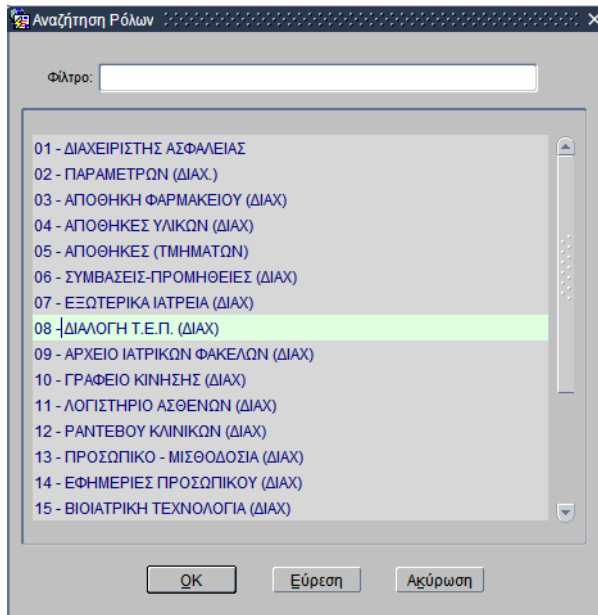 Αναζήτηση Ρόλων
Φίλτρο:
01 - ΔΙΑΧΕΙΡΙΣΤΗΣ ΑΣΦΑΛΕΙΑΣ
02 - ΠΑΡΑΜΕΤΡΩΝ (ΔΙΑΧ.)
03 - ΑΠΟΘΗΚΗ ΦΑΡΜΑΚΕΙΟΥ (ΔΙΑΧ)
04 - ΑΠΟΘΗΚΕΣ ΥΛΙΚΩΝ (ΔΙΑΧ)
05 - ΑΠΟΘΗΚΕΣ (ΤΜΗΜΑΤΩΝ)
06 - ΣΥΜΒΑΣΕΙΣ-ΠΡΟΜΗΘΕΙΕΣ (ΔΙΑΧ)
07 - ΕΞΩΤΕΡΙΚΑ ΙΑΤΡΕΙΑ (ΔΙΑΧ)
08 - ΔΙΑΛΟΓΗ Τ.Ε.Π. (ΔΙΑΧ)
09 - ΑΡΧΕΙΟ ΙΑΤΡΙΚΩΝ ΦΑΚΕΛΩΝ (ΔΙΑΧ)
10 - ΓΡΑΦΕΙΟ ΚΙΝΗΣΗΣ (ΔΙΑΧ)
11 - ΛΟΓΙΣΤΗΡΙΟ ΑΣΘΕΝΩΝ (ΔΙΑΧ)
12 - ΡΑΝΤΕΒΟΥ ΚΛΙΝΙΚΩΝ (ΔΙΑΧ)
13 - ΠΡΟΣΩΠΙΚΟ - ΜΙΣΘΟΔΟΣΙΑ (ΔΙΑΧ)
14 - ΕΦΗΜΕΡΙΕΣ ΠΡΟΣΩΠΙΚΟΥ (ΔΙΑΧ)
15 - ΒΙΟΙΑΤΡΙΚΗ ΤΕΧΝΟΛΟΓΙΑ (ΔΙΑΧ)
OK Εύρεση Ακύρωση